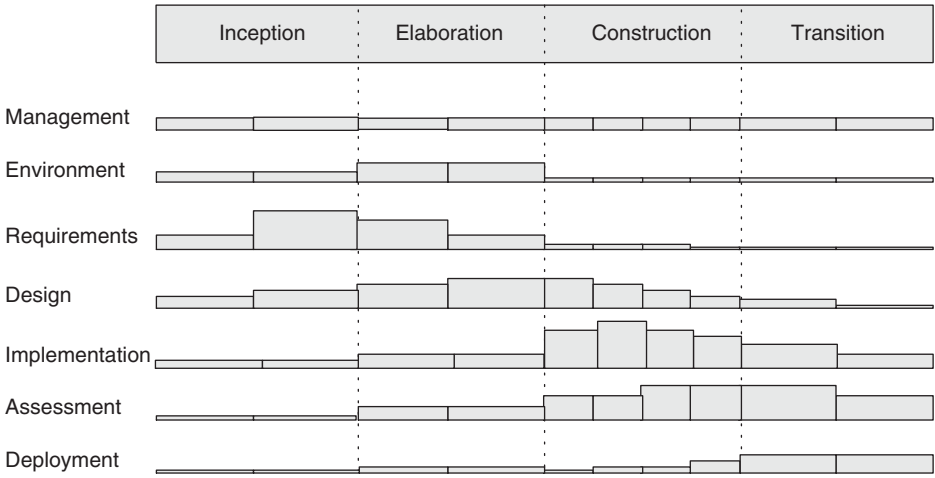 Inception Elaboration Construction Transition
Management
Environment
Requirements
Design
Implementation
Assessment
Deployment